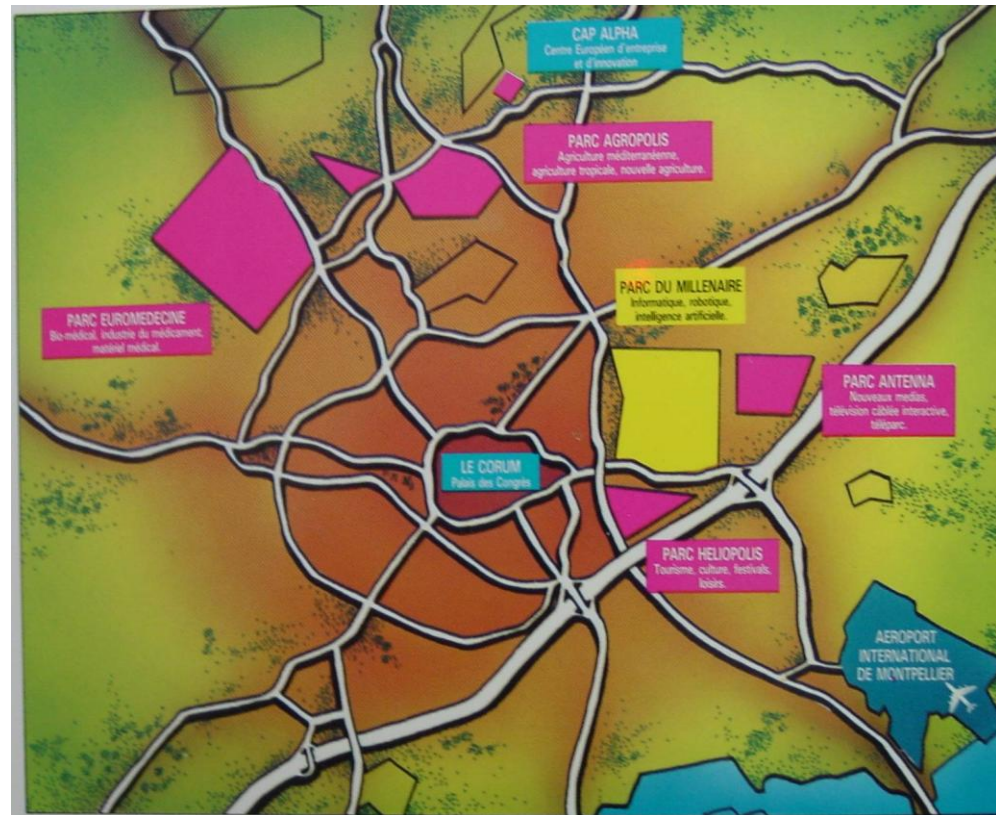 CAP ALPHA
Centre Européen d'entreprise
et d'innovation
PARC AGROPOLIS
Agriculture méditerranéenne,
agriculture tropicale, nouvelle agriculture.
PARC DU MILLENAIRE
Informatique, robotique,
intelligence artificielle.
PARC EUROMEDECINE
Bio-médical, industrie du médicament,
matériel médical.
PARC ANTENNA
Nouveaux medias,
télévision câblée interactive,
téléparc.
LE CORUM
Palais des Congrès
PARC HELIOPOLIS
Tourisme, culture, festivals,
loisirs.
AEROPORT
INTERNATIONAL
DE MONTPELLIER